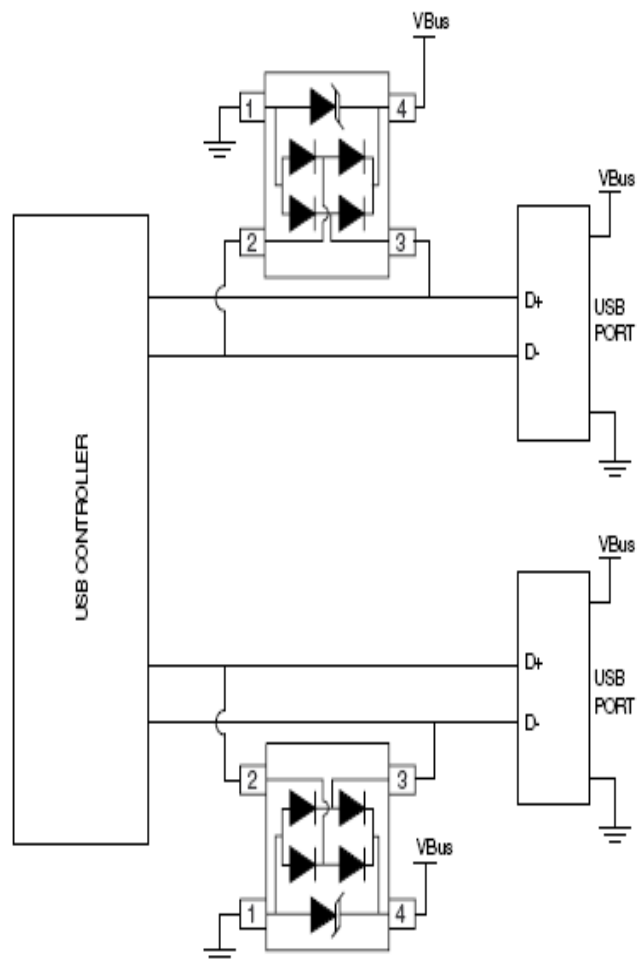 VBus
1
4
VBus
2
3
D+
USB
PORT
D-
USB CONTROLLER
VBus
D+
USB
PORT
D-
2
3
VBus
1
4